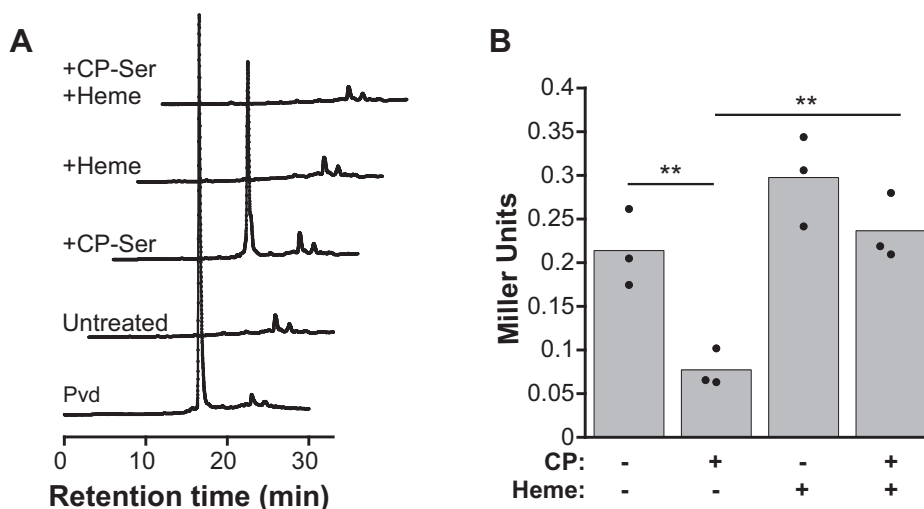 A
+CP-Ser
+Heme
+Heme
+CP-Ser
Untreated
Pvd
0 10 20 30
Retention time (min)
B
Miller Units
0.4
0.35
0.3
0.25
0.2
0.15
0.1
0.05
0
**
**
CP: - + - +
Heme: - - + +